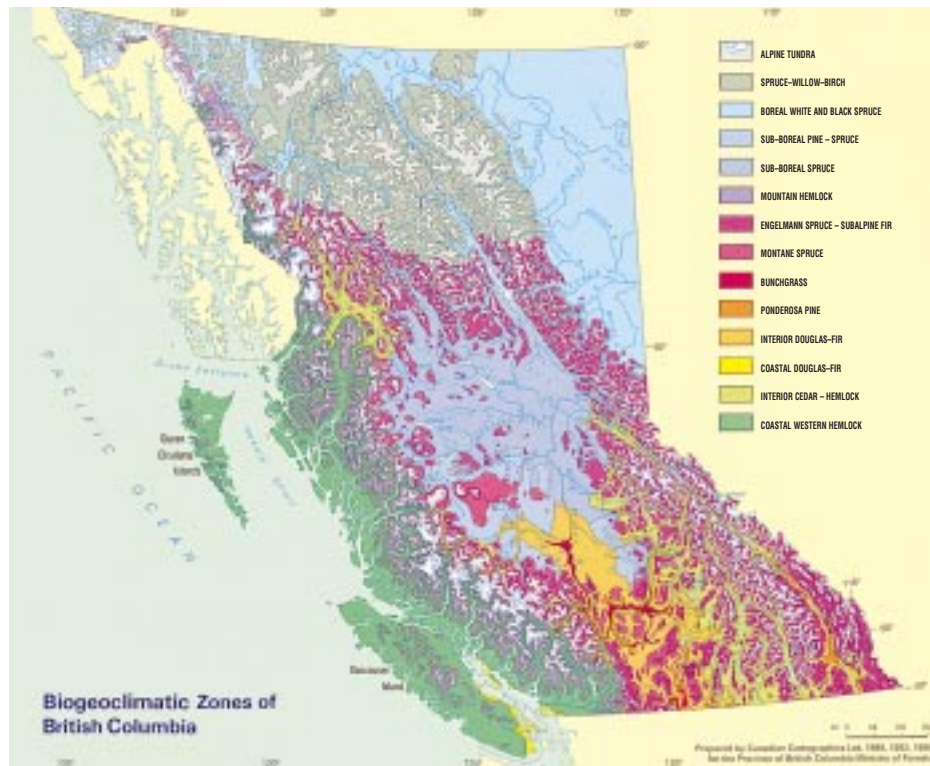 ALPINE TUNDRA
SPRUCE–WILLOW–BIRCH
BOREAL WHITE AND BLACK SPRUCE
SUB–BOREAL PINE – SPRUCE
SUB–BOREAL SPRUCE
MOUNTAIN HEMLOCK
ENGELMANN SPRUCE – SUBALPINE FIR
MONTANE SPRUCE
BUNCHGRASS
PONDEROSA PINE
INTERIOR DOUGLAS–FIR
COASTAL DOUGLAS–FIR
INTERIOR CEDAR – HEMLOCK
COASTAL WESTERN HEMLOCK
PACIFIC OCEAN
Queen
Charlotte
Islands
Vancouver
Island
Biogeoclimatic Zones of
British Columbia
Prepared by Canadian Cartographics Ltd.
for the Province of British Columbia Ministry of